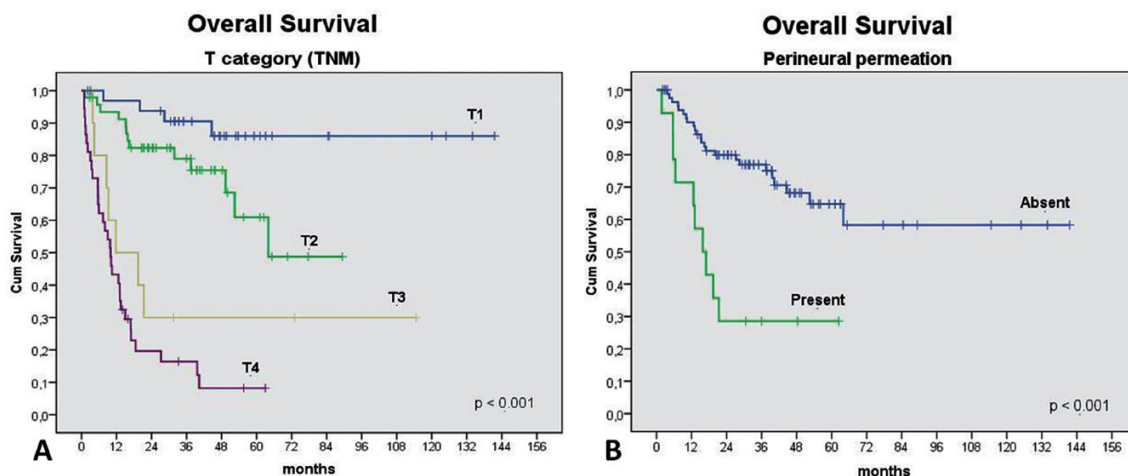 Overall Survival
T category (TNM)
Cum Survival
1,0
0,9
0,8
0,7
0,6
0,5
0,4
0,3
0,2
0,1
0,0
T1
T2
T3
T4
p < 0.001
0 12 24 36 48 60 72 84 96 108 120 132 144 156
months
A
Overall Survival
Perineural permeation
Cum Survival
1,0
0,9
0,8
0,7
0,6
0,5
0,4
0,3
0,2
0,1
0,0
Absent
Present
p < 0.001
0 12 24 36 48 60 72 84 96 108 120 132 144 156
months
B